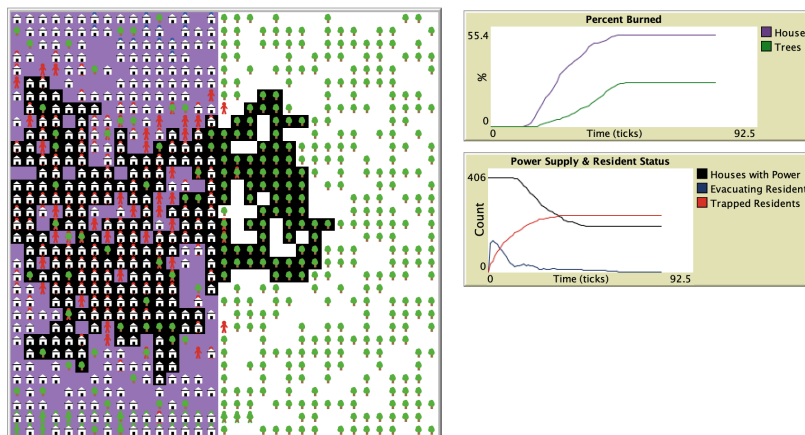 Percent Burned
55.4
%
0
0
Time (ticks)
92.5
House
Trees
Power Supply & Resident Status
406
Count
0
0
Time (ticks)
92.5
Houses with Power
Evacuating Resident
Trapped Residents